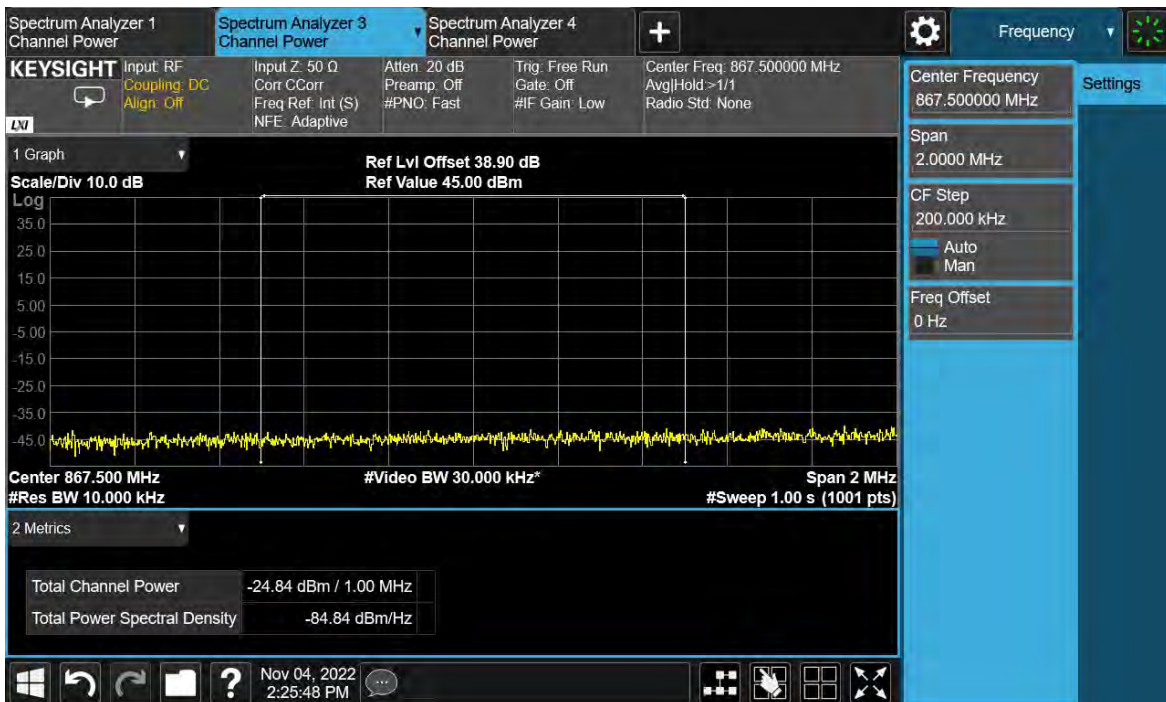 Spectrum Analyzer 1
Channel Power
Spectrum Analyzer 3
Channel Power
Spectrum Analyzer 4
Channel Power
+
Frequency
KEYSIGHT
LXI
Input: RF
Coupling: DC
Align: Off
Input Z: 50 Ω
Corr CCorr
Freq Ref: Int (S)
NFE: Adaptive
Atten: 20 dB
Preamp: Off
#PNO: Fast
Trig: Free Run
Gate: Off
#IF Gain: Low
Center Freq: 867.500000 MHz
Avg|Hold:>1/1
Radio Std: None
1 Graph
Scale/Div 10.0 dB
Ref Lvl Offset 38.90 dB
Ref Value 45.00 dBm
Log
35.0
25.0
15.0
5.00
-5.00
-15.0
-25.0
-35.0
-45.0
Center 867.500 MHz
#Video BW 30.000 kHz*
Span 2 MHz
#Res BW 10.000 kHz
#Sweep 1.00 s (1001 pts)
2 Metrics
Total Channel Power -24.84 dBm / 1.00 MHz
Total Power Spectral Density -84.84 dBm/Hz
?
Nov 04, 2022
2:25:48 PM
Center Frequency
867.500000 MHz
Span
2.0000 MHz
CF Step
200.000 kHz
Auto
Man
Freq Offset
0 Hz
Settings